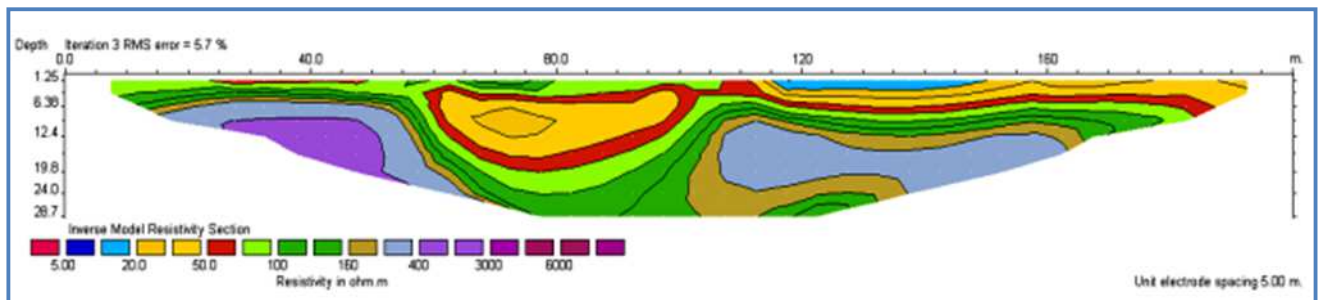 Depth Iteration 3 RMS error = 5.7 %
0.0 40.0 80.0 120 160 m.
1.25
6.38
12.4
19.8
24.0
28.7
Inverse Model Resistivity Section
5.00 20.0 50.0 100 160 400 3000 6000
Resistivity in ohm.m
Unit electrode spacing 5.00 m.